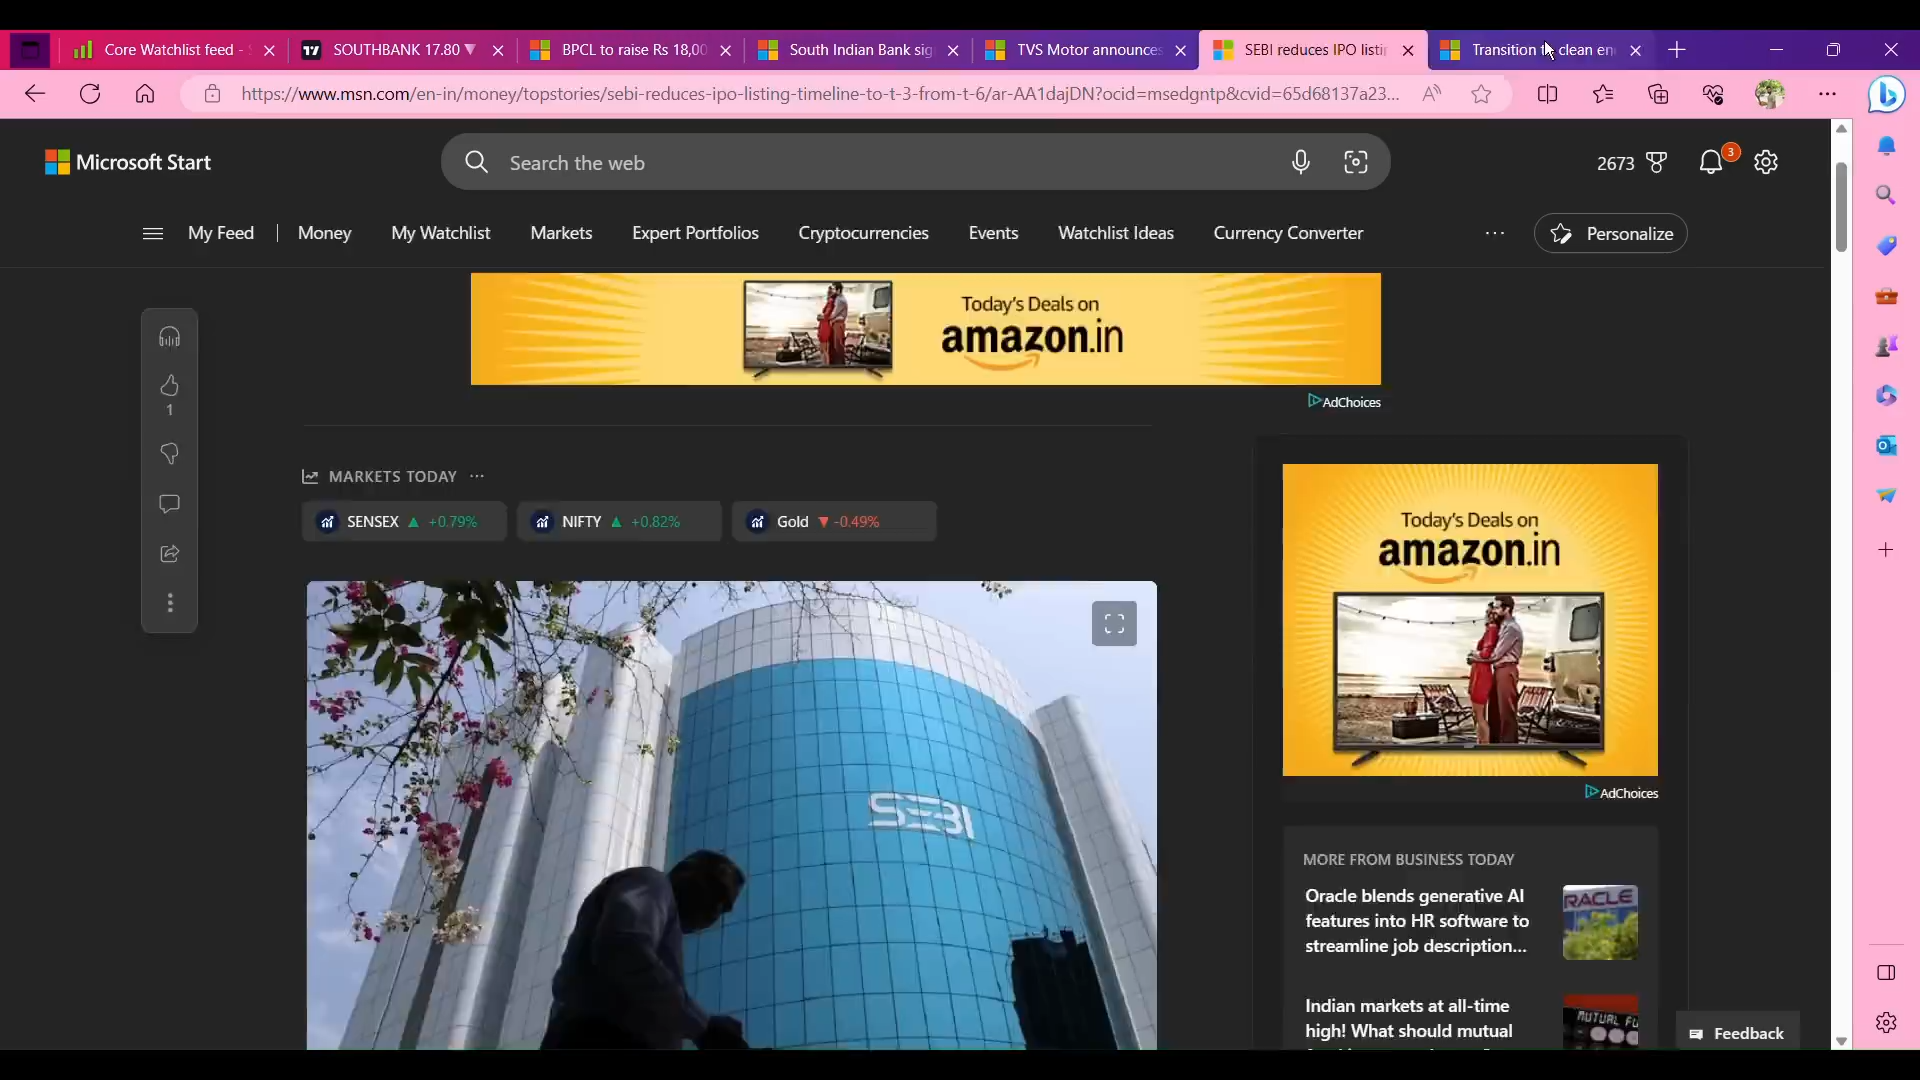 Core Watchlist feed -
SOUTHBANK 17.80 ▼
BPCL to raise Rs 18,00
South Indian Bank sig
TVS Motor announces
SEBI reduces IPO listin
Transition to clean en
https://www.msn.com/en-in/money/topstories/sebi-reduces-ipo-listing-timeline-to-t-3-from-t-6/ar-AA1dajDN?ocid=msedgntp&cvid=65d68137a23...
Microsoft Start
Search the web
2673
3
My Feed
Money
My Watchlist
Markets
Expert Portfolios
Cryptocurrencies
Events
Watchlist Ideas
Currency Converter
Personalize
Today's Deals on
amazon.in
AdChoices
1
MARKETS TODAY
SENSEX ▲ +0.79%
NIFTY ▲ +0.82%
Gold ▼ -0.49%
SEBI
Today's Deals on
amazon.in
AdChoices
MORE FROM BUSINESS TODAY
Oracle blends generative AI
features into HR software to
streamline job description...
RACLE
Indian markets at all-time
high! What should mutual
Feedback